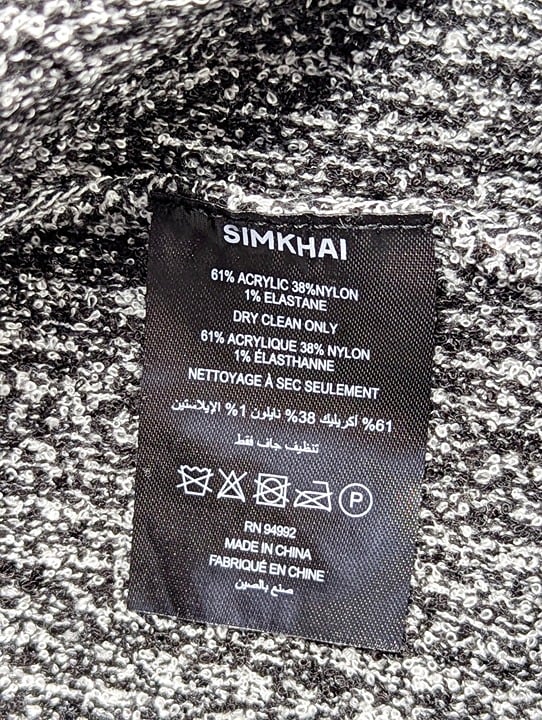 SIMKHAI
61% ACRYLIC 38%NYLON
1% ELASTANE
DRY CLEAN ONLY
61% ACRYLIQUE 38% NYLON
1% ÉLASTHANNE
NETTOYAGE À SEC SEULEMENT
61% أكريليك 38% نايلون 1% الإيلاستين
تنظيف جاف فقط
P
RN 94992
MADE IN CHINA
FABRIQUÉ EN CHINE
صنع بالصين